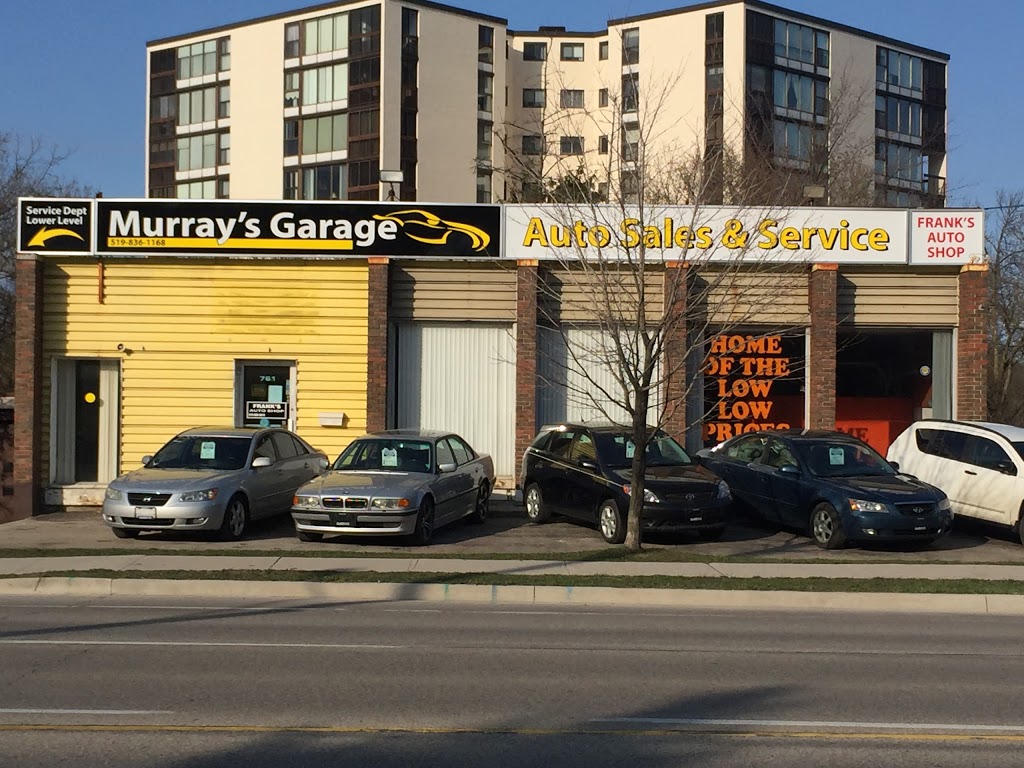 Service Dept
Lower Level
Murray's Garage
519-836-1168
Auto Sales & Service
FRANK'S
AUTO
SHOP
761
FRANK'S
AUTO SHOP
HOME
OF THE
LOW
LOW
PRICES